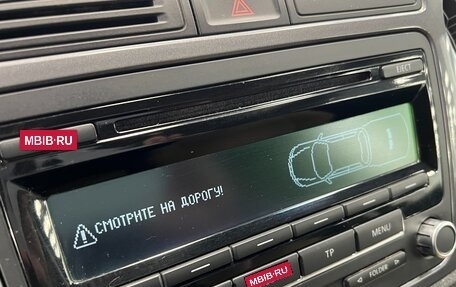 EJECT
MBIB·RU
СМОТРИТЕ НА ДОРОГУ!
MENU
TP
MBIB·RU
FOLDER